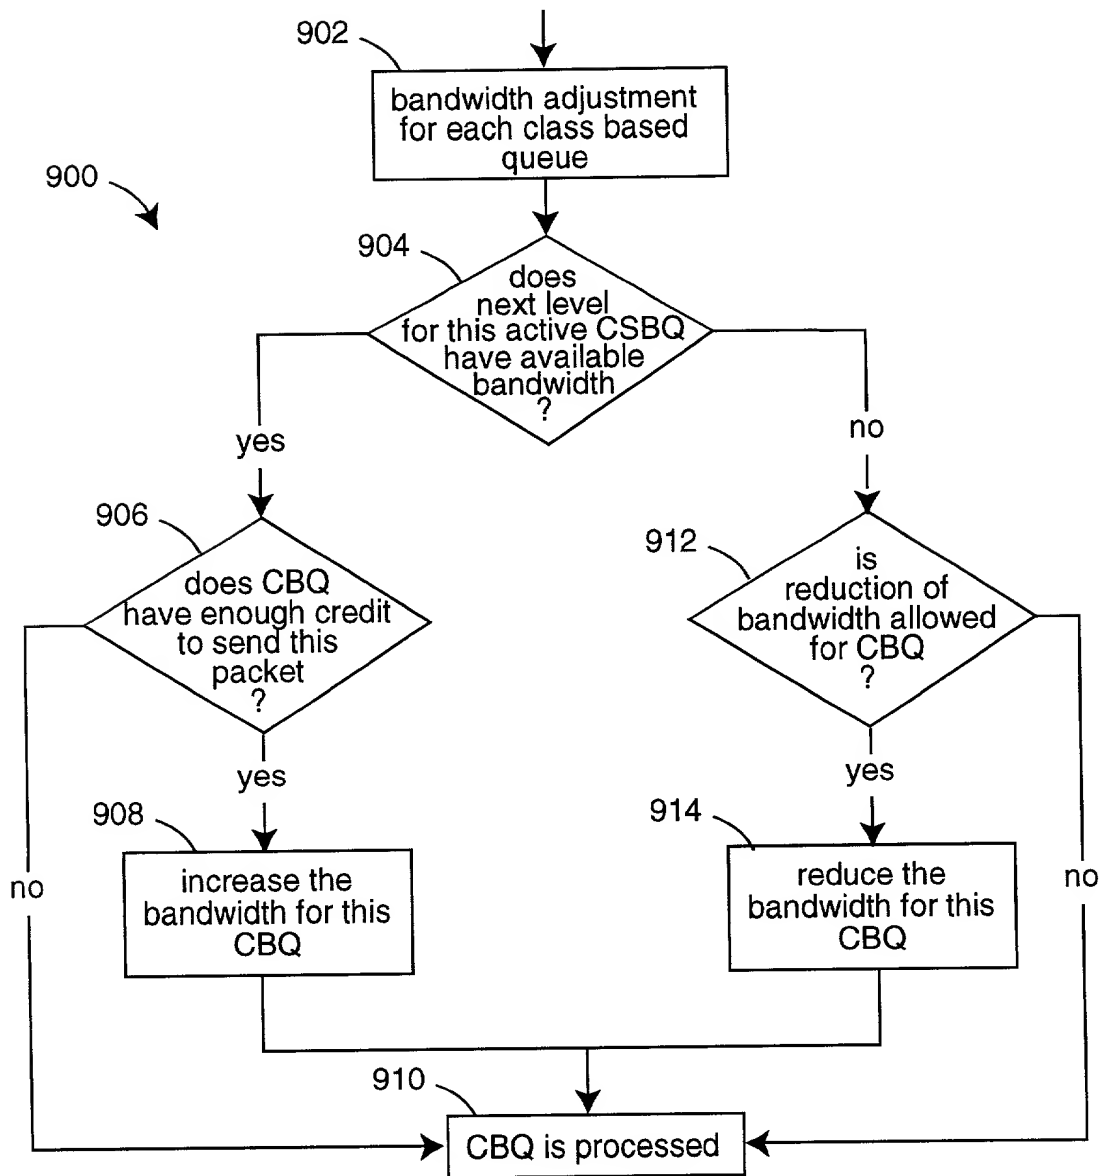 902
bandwidth adjustment
for each class based
queue
900
904
does
next level
for this active CSBQ
have available
bandwidth
?
yes
no
906
does CBQ
have enough credit
to send this
packet
?
912
is
reduction of
bandwidth allowed
for CBQ
?
yes
yes
908
increase the
bandwidth for this
CBQ
914
reduce the
bandwidth for this
CBQ
no
no
910
CBQ is processed